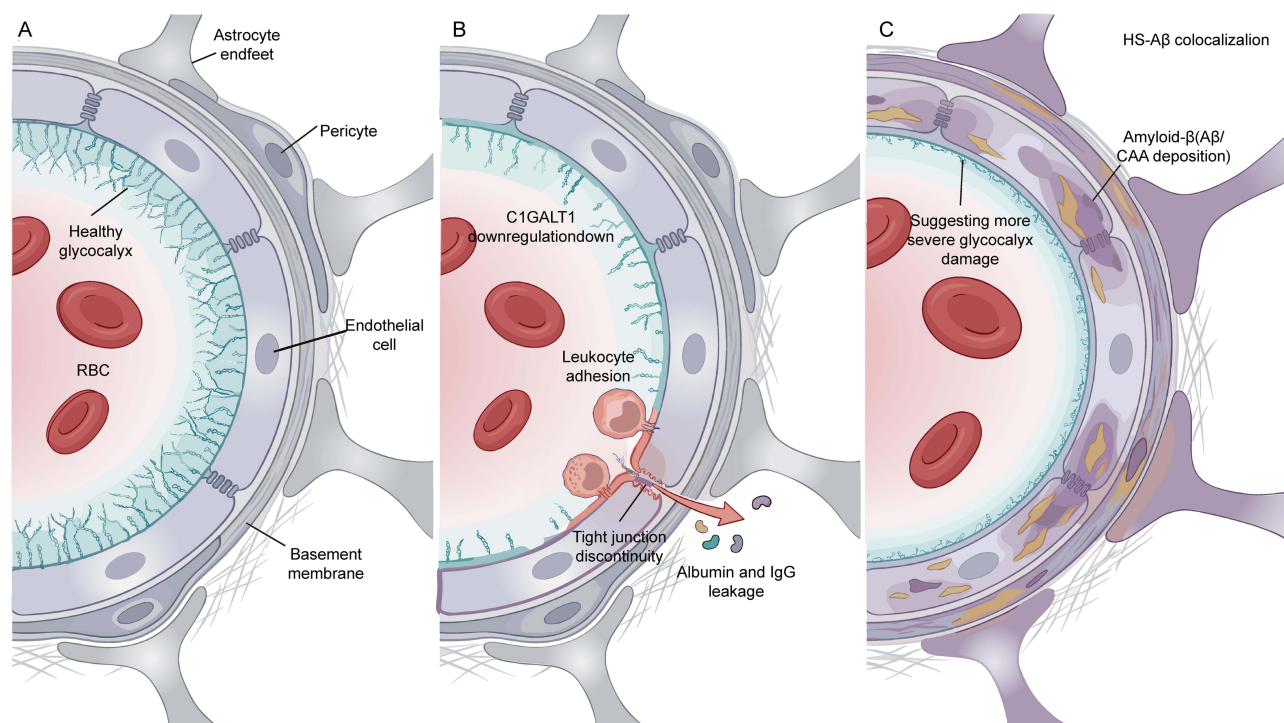 A
Astrocyte
endfeet
Pericyte
Healthy
glycocalyx
Endothelial
cell
RBC
Basement
membrane
B
C1GALT1
downregulationdown
Leukocyte
adhesion
Tight junction
discontinuity
Albumin and IgG
leakage
C
HS-Aβ colocalizalion
Amyloid-β(Aβ/
CAA deposition)
Suggesting more
severe glycocalyx
damage